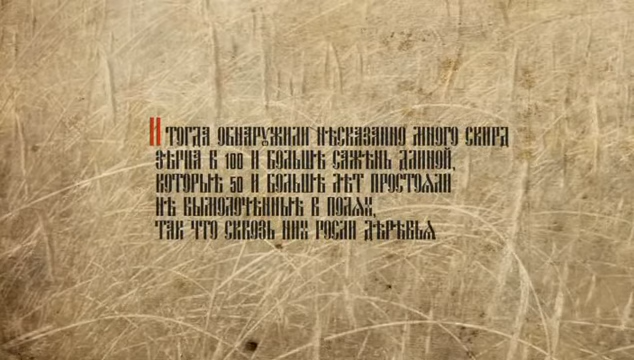 И тогда обнаружили несказанно много скирд
зерна в 100 и больше сажень длиной,
которые 50 и больше лет простояли
не вымолоченные в полях,
так что сквозь них росли деревья